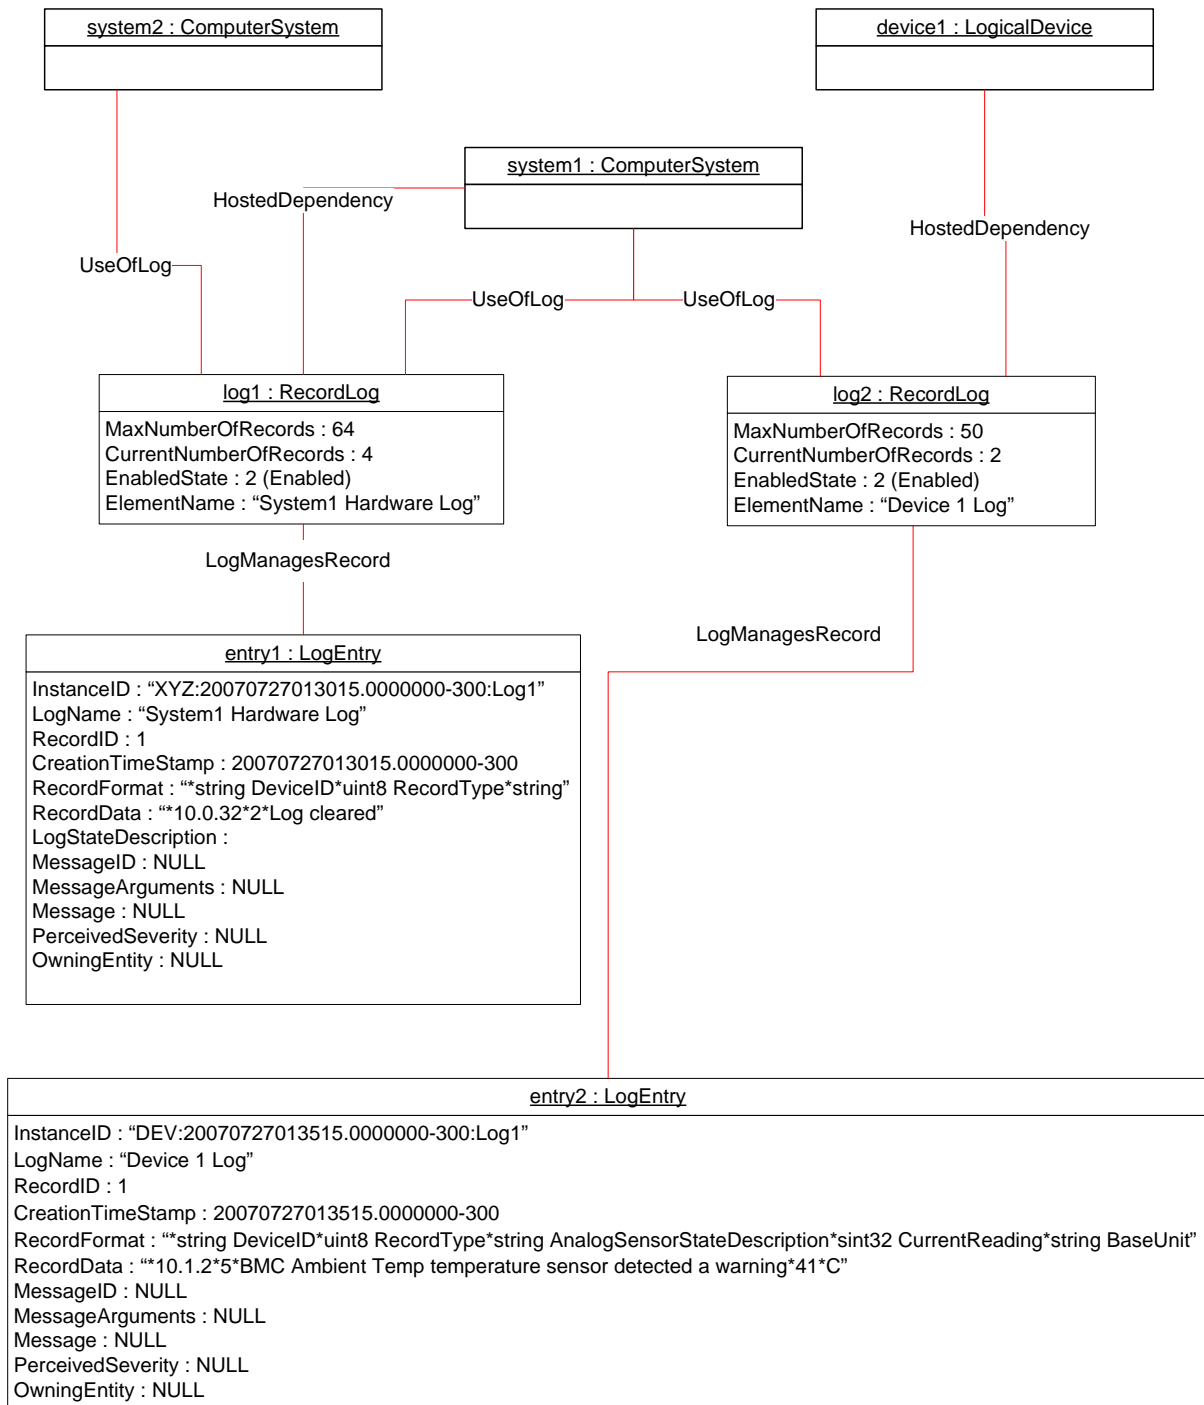 system2 : ComputerSystem
device1 : LogicalDevice
system1 : ComputerSystem
HostedDependency
HostedDependency
UseOfLog
UseOfLog
UseOfLog
log1 : RecordLog
MaxNumberOfRecords : 64
CurrentNumberOfRecords : 4
EnabledState : 2 (Enabled)
ElementName : “System1 Hardware Log”
log2 : RecordLog
MaxNumberOfRecords : 50
CurrentNumberOfRecords : 2
EnabledState : 2 (Enabled)
ElementName : “Device 1 Log”
LogManagesRecord
LogManagesRecord
entry1 : LogEntry
InstanceID : “XYZ:20070727013015.0000000-300:Log1”
LogName : “System1 Hardware Log”
RecordID : 1
CreationTimeStamp : 20070727013015.0000000-300
RecordFormat : “*string DeviceID*uint8 RecordType*string”
RecordData : “*10.0.32*2*Log cleared”
LogStateDescription :
MessageID : NULL
MessageArguments : NULL
Message : NULL
PerceivedSeverity : NULL
OwningEntity : NULL
entry2 : LogEntry
InstanceID : “DEV:20070727013515.0000000-300:Log1”
LogName : “Device 1 Log”
RecordID : 1
CreationTimeStamp : 20070727013515.0000000-300
RecordFormat : “*string DeviceID*uint8 RecordType*string AnalogSensorStateDescription*sint32 CurrentReading*string BaseUnit”
RecordData : “*10.1.2*5*BMC Ambient Temp temperature sensor detected a warning*41*C”
MessageID : NULL
MessageArguments : NULL
Message : NULL
PerceivedSeverity : NULL
OwningEntity : NULL